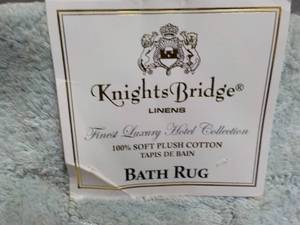 KnightsBridge®
LINENS
Finest Luxury Hotel Collection
100% SOFT PLUSH COTTON
TAPIS DE BAIN
BATH RUG